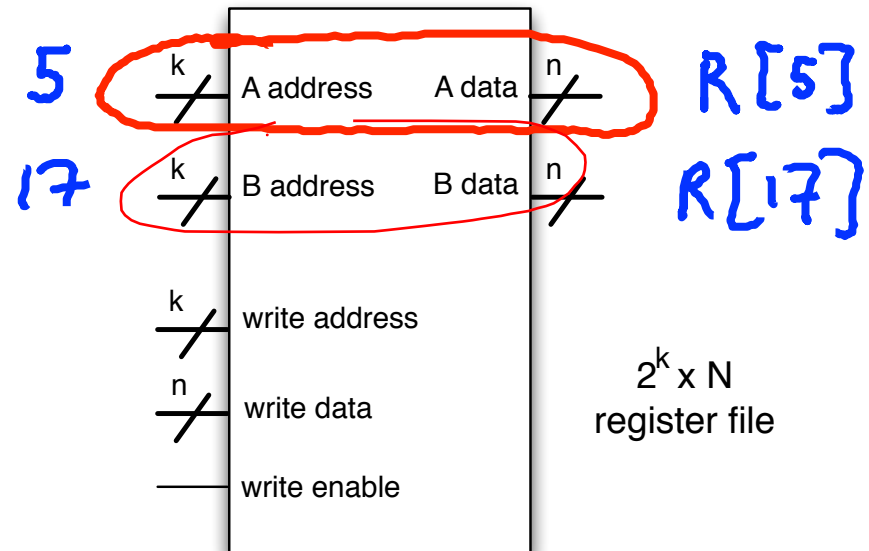 5 k A address A data n R[5]
17 k B address B data n R[17]
k write address
n write data
write enable
2^k x N
register file